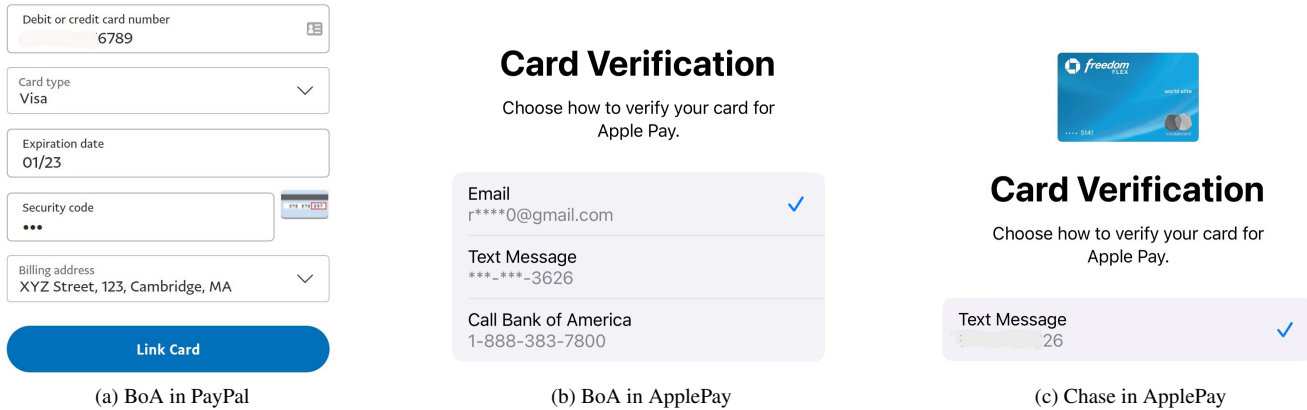 Debit or credit card number
6789
Card type
Visa
Expiration date
01/23
Security code
•••
Billing address
XYZ Street, 123, Cambridge, MA
Link Card
(a) BoA in PayPal
Card Verification
Choose how to verify your card for
Apple Pay.
Email
r****0@gmail.com
Text Message
***-***-3626
Call Bank of America
1-888-383-7800
(b) BoA in ApplePay
freedom
FLEX
world elite
•••• 5141
Card Verification
Choose how to verify your card for
Apple Pay.
Text Message
26
(c) Chase in ApplePay